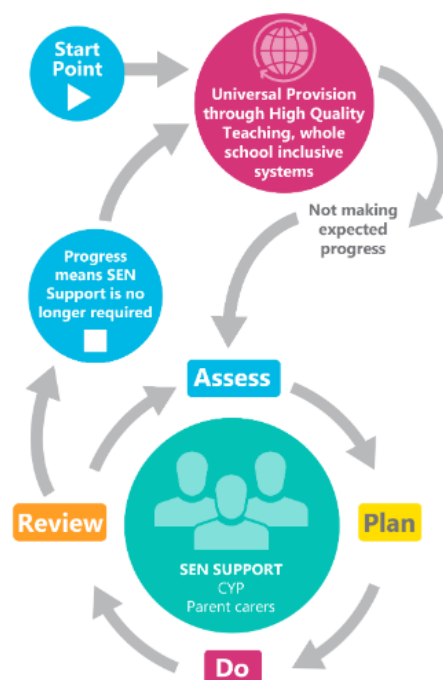 Start
Point
Universal Provision
through High Quality
Teaching, whole
school inclusive
systems
Not making
expected
progress
Progress
means SEN
Support is no
longer required
Assess
Review
Plan
SEN SUPPORT
CYP
Parent carers
Do